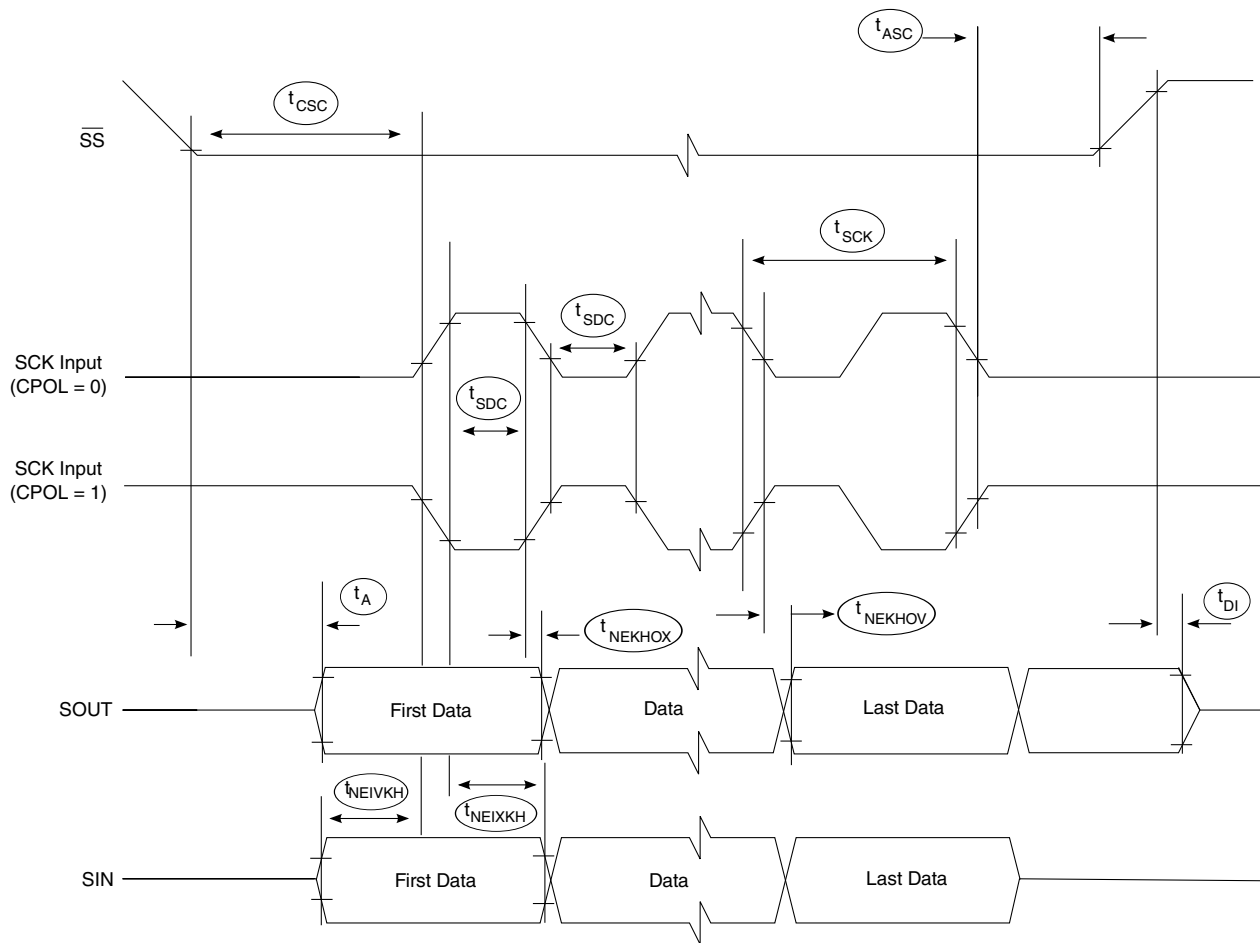 tASC
tCSC
SS
tSCK
tSDC
SCK Input
(CPOL = 0)
tSDC
SCK Input
(CPOL = 1)
tA
tNEKHOX
tNEKHOV
tDI
SOUT
First Data
Data
Last Data
tNEIVKH
tNEIXKH
SIN
First Data
Data
Last Data